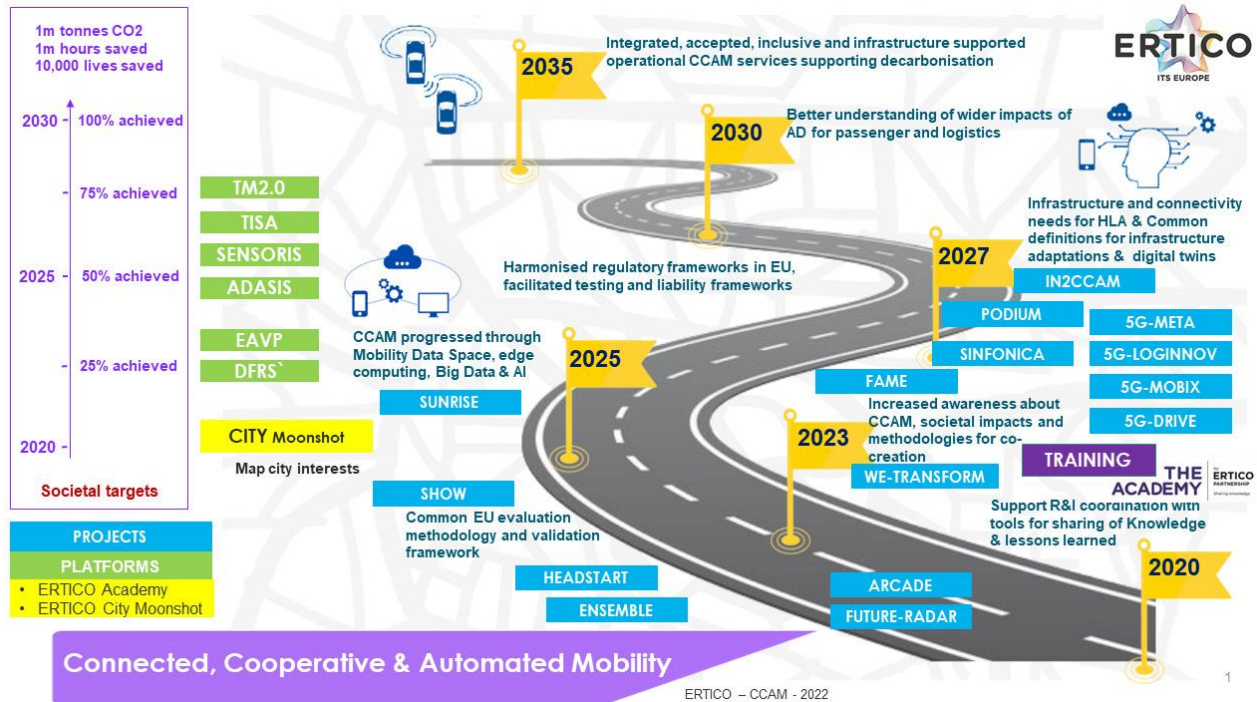 1m tonnes CO2
1m hours saved
10,000 lives saved
2030
100% achieved
75% achieved
2025
50% achieved
25% achieved
2020
Societal targets
PROJECTS
PLATFORMS
• ERTICO Academy
• ERTICO City Moonshot
TM2.0
TISA
SENSORIS
ADASIS
EAVP
DFRS`
CITY Moonshot
Map city interests
2035
Integrated, accepted, inclusive and infrastructure supported
operational CCAM services supporting decarbonisation
ERTICO
ITS EUROPE
2030
Better understanding of wider impacts of
AD for passenger and logistics
Infrastructure and connectivity
needs for HLA & Common
definitions for infrastructure
adaptations & digital twins
2027
IN2CCAM
PODIUM
SINFONICA
FAME
5G-META
5G-LOGINNOV
5G-MOBIX
5G-DRIVE
Harmonised regulatory frameworks in EU,
facilitated testing and liability frameworks
CCAM progressed through
Mobility Data Space, edge
computing, Big Data & AI
2025
SUNRISE
SHOW
Common EU evaluation
methodology and validation
framework
HEADSTART
ENSEMBLE
2023
Increased awareness about
CCAM, societal impacts and
methodologies for co-
creation
WE-TRANSFORM
TRAINING
THE
ACADEMY
ERTICO
PARTNERSHIP
Sharing knowledge
Support R&I coordination with
tools for sharing of Knowledge
& lessons learned
2020
ARCADE
FUTURE-RADAR
Connected, Cooperative & Automated Mobility
ERTICO – CCAM - 2022
1